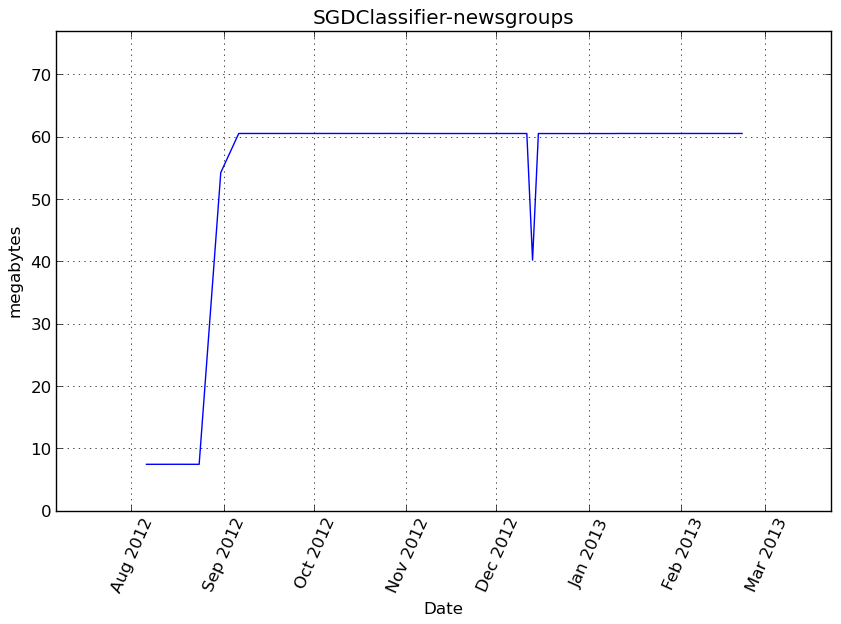 SGDClassifier-newsgroups
70
60
50
40
30
20
10
0
megabytes
Aug 2012
Sep 2012
Oct 2012
Nov 2012
Dec 2012
Jan 2013
Feb 2013
Mar 2013
Date